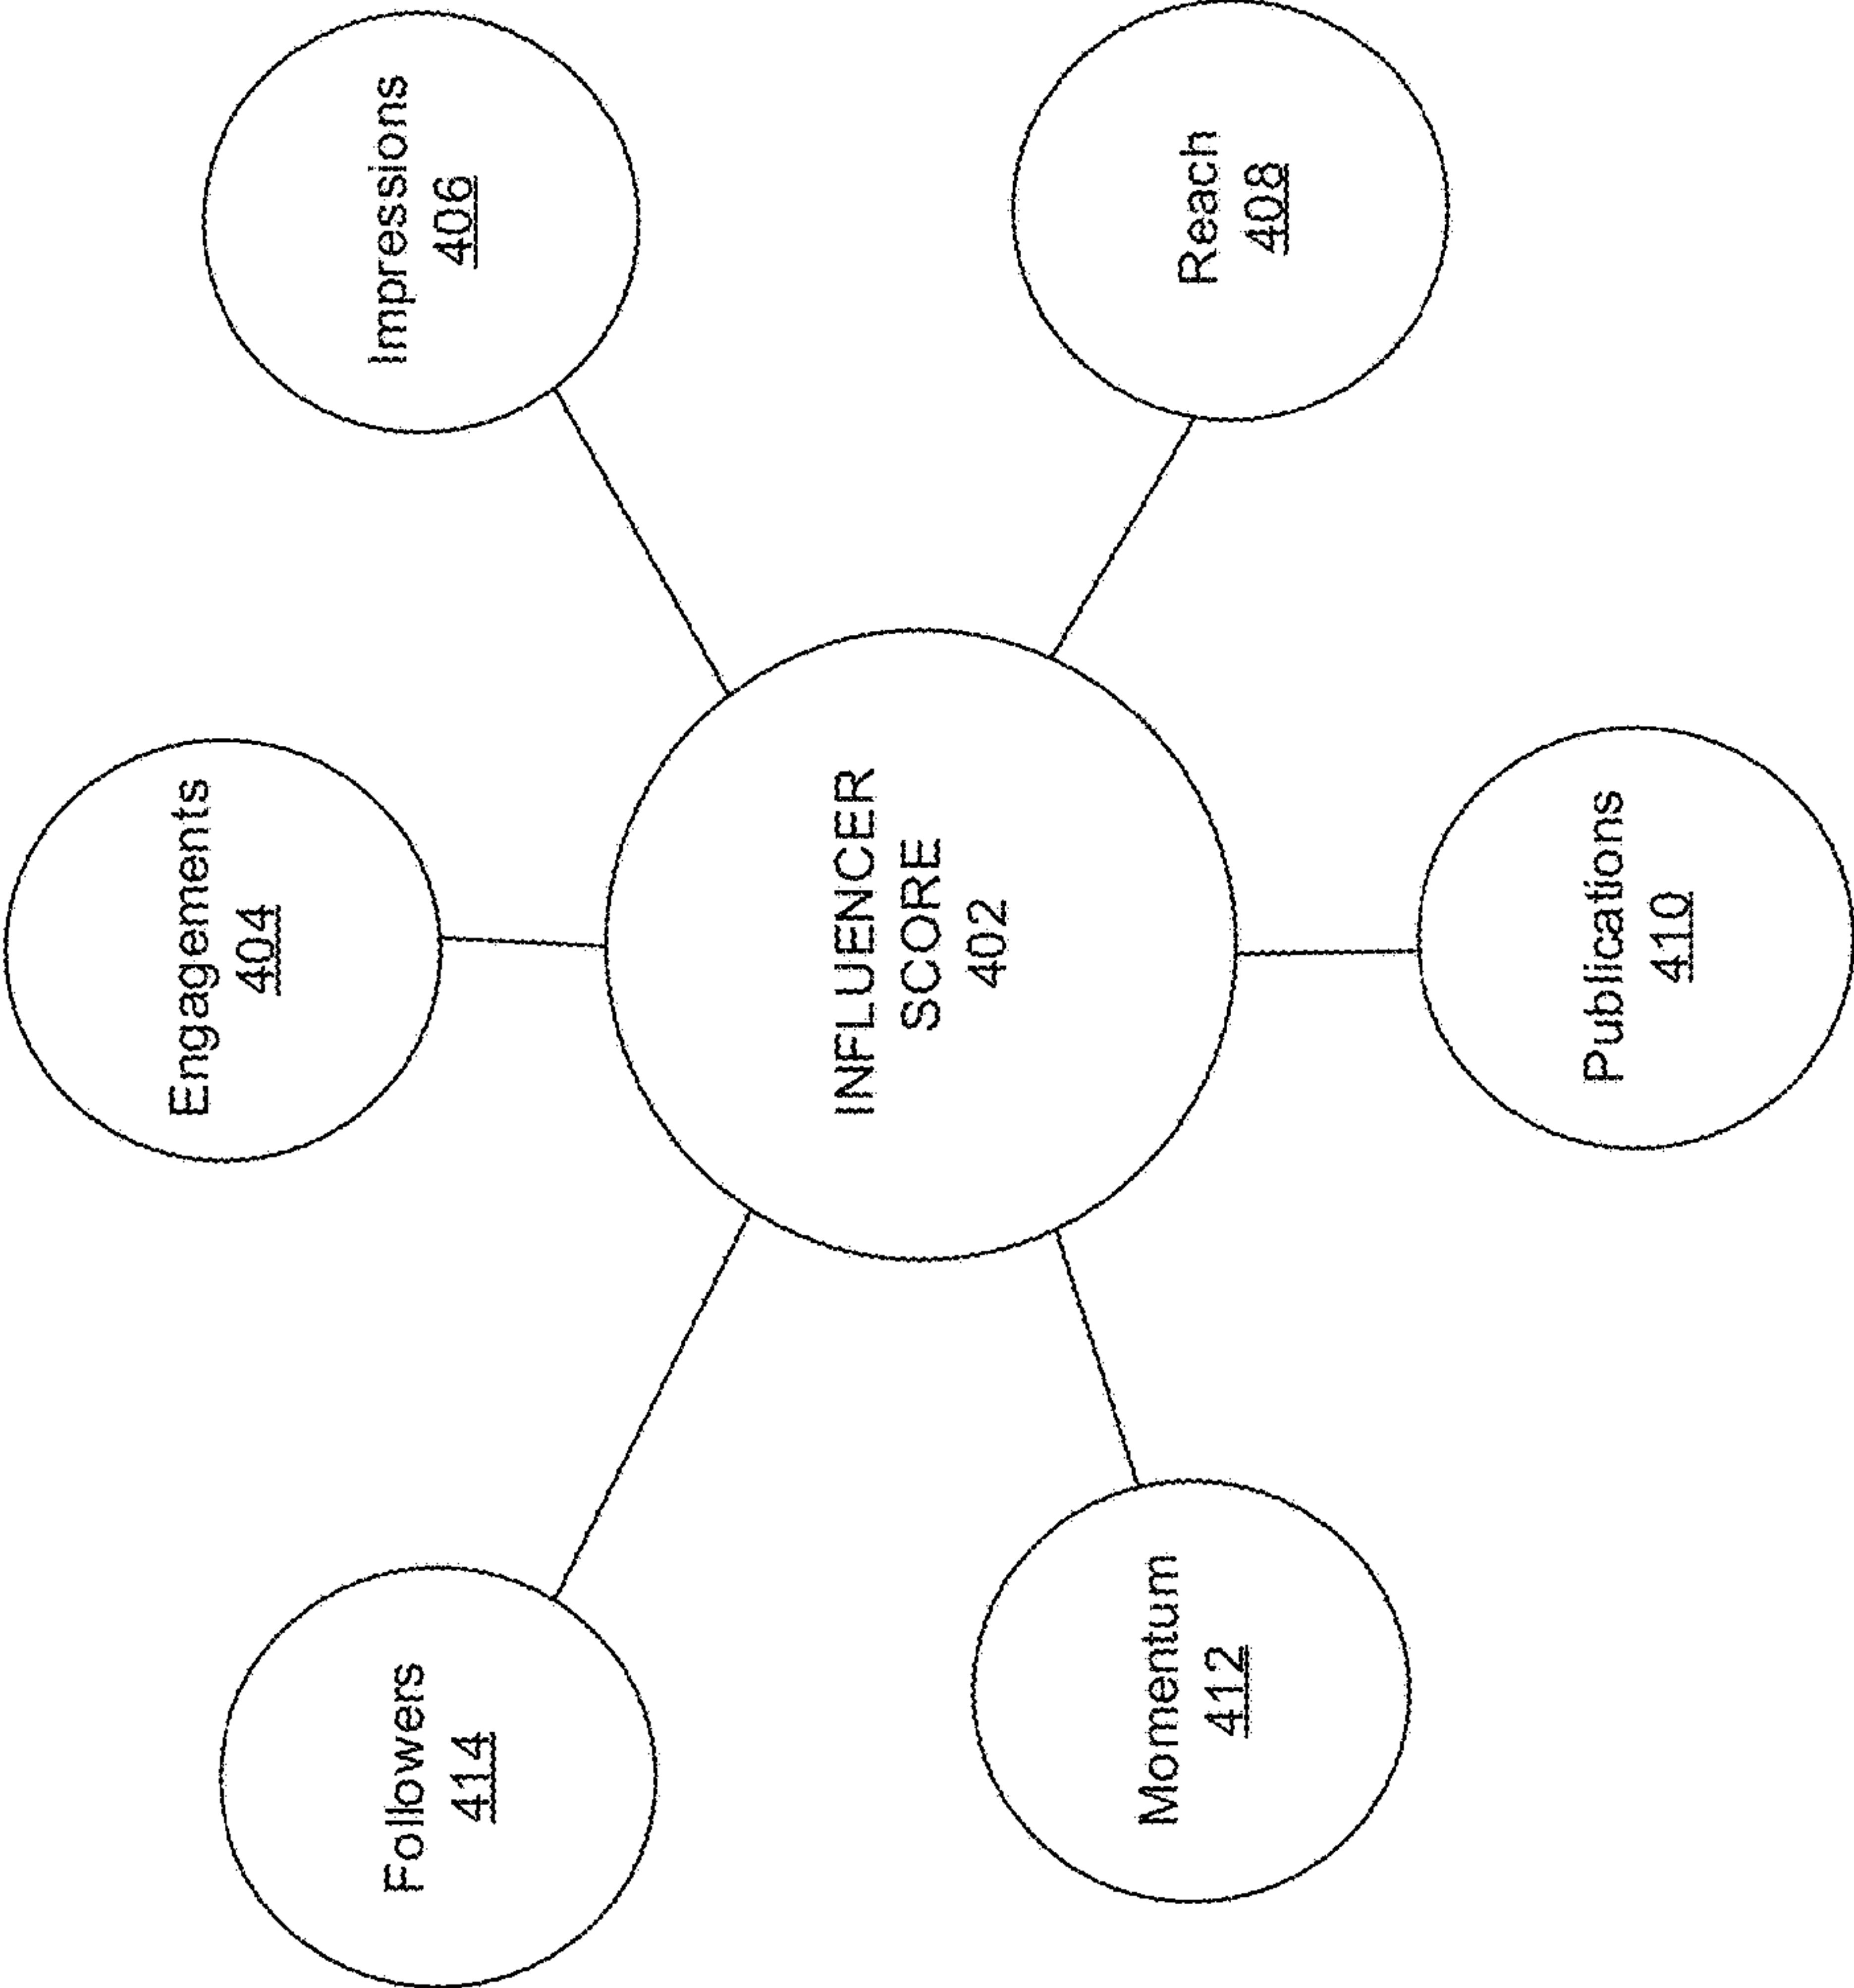 Engagements
404
Impressions
406
Reach
408
Publications
410
Momentum
412
Followers
414
INFLUENCER
SCORE
402